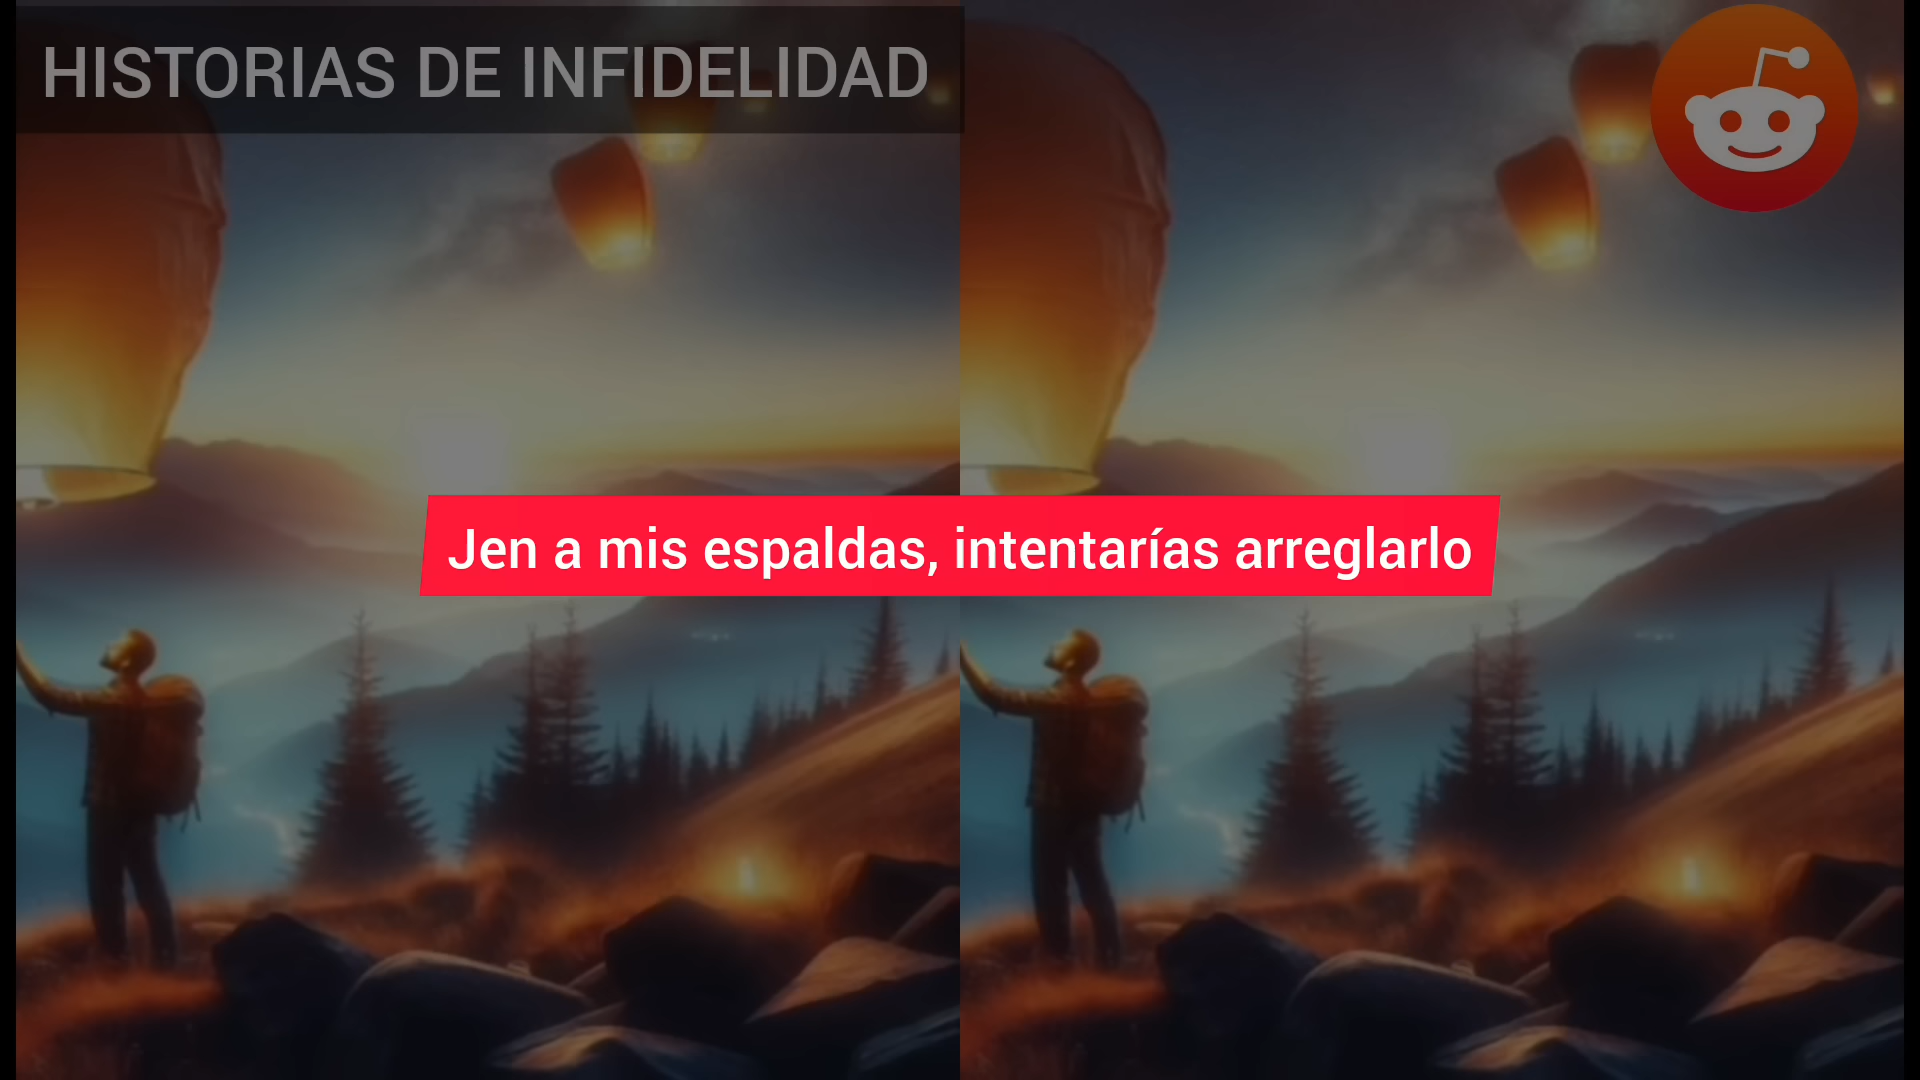 HISTORIAS DE INFIDELIDAD
Jen a mis espaldas, intentarías arreglarlo